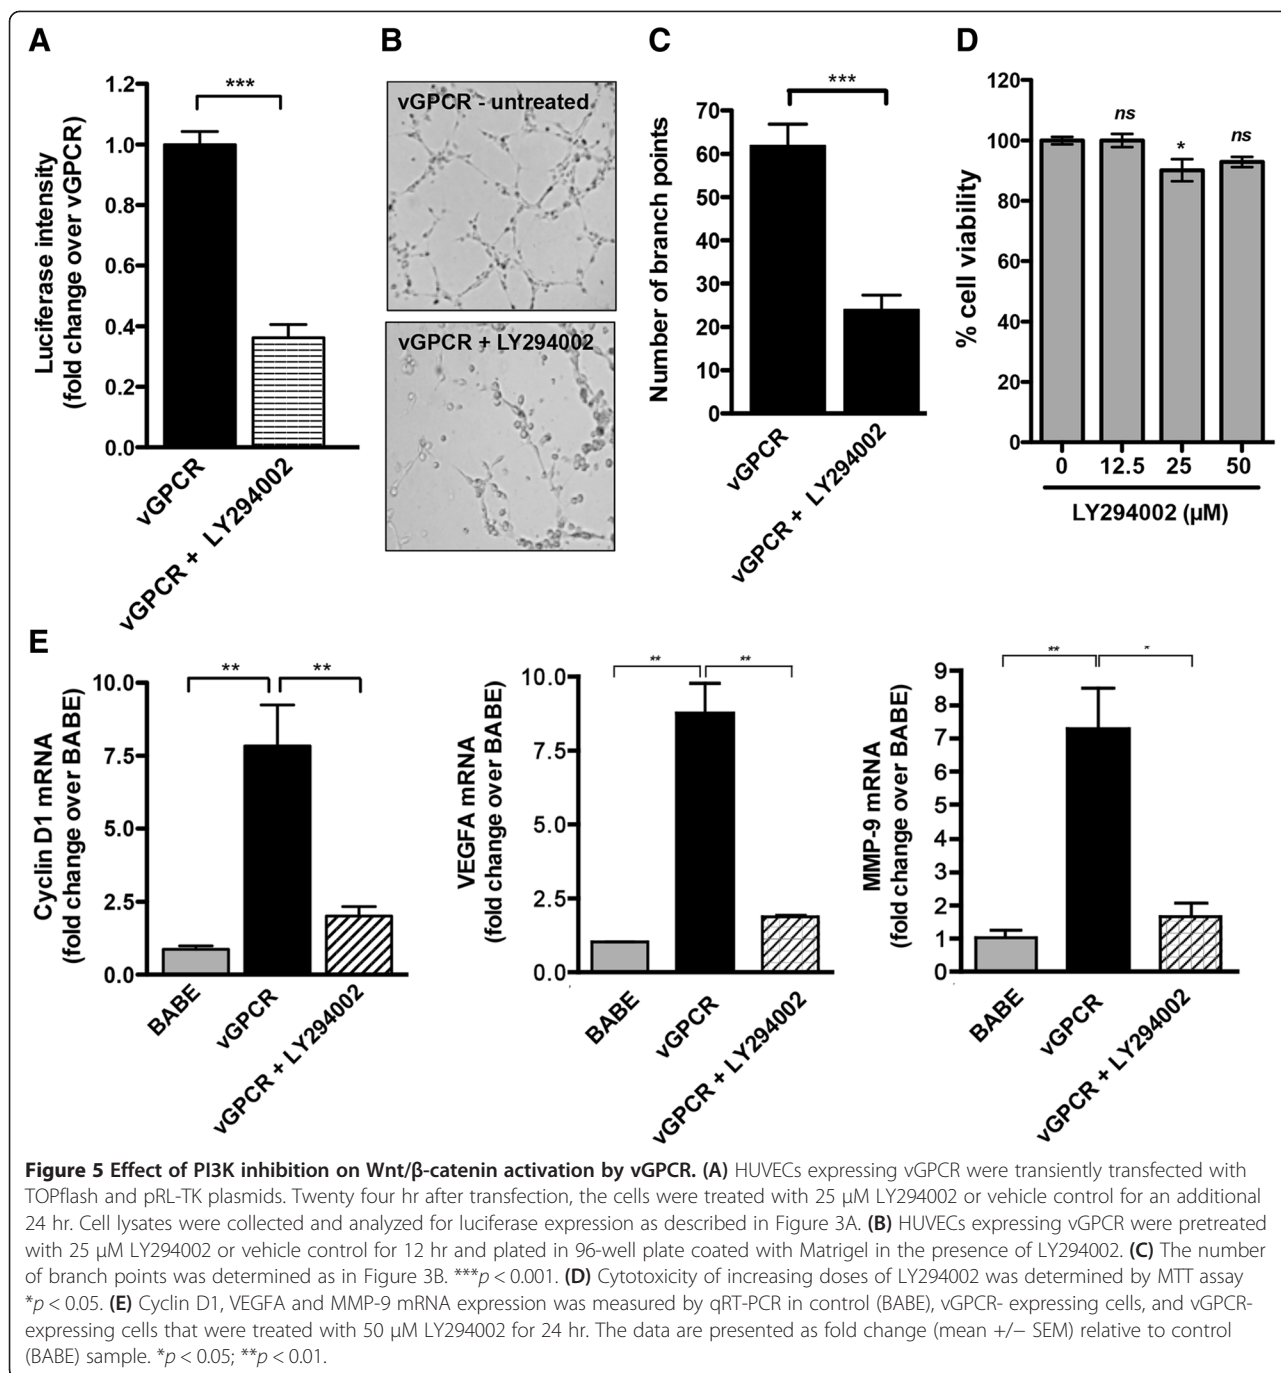 A
Luciferase intensity
(fold change over vGPCR)
1.2
1.0
0.8
0.6
0.4
0.2
0.0
***
vGPCR
vGPCR + LY294002
B
vGPCR - untreated
vGPCR + LY294002
C
Number of branch points
70
60
50
40
30
20
10
0
***
vGPCR
vGPCR + LY294002
D
% cell viability
120
100
80
60
40
20
0
ns
*
ns
0 12.5 25 50
LY294002 (µM)
E
Cyclin D1 mRNA
(fold change over BABE)
10.0
7.5
5.0
2.5
0.0
** **
BABE
vGPCR
vGPCR + LY294002
VEGFA mRNA
(fold change over BABE)
10.0
7.5
5.0
2.5
0.0
** **
BABE
vGPCR
vGPCR + LY294002
MMP-9 mRNA
(fold change over BABE)
9
8
7
6
5
4
3
2
1
0
** *
BABE
vGPCR
vGPCR + LY294002
Figure 5 Effect of PI3K inhibition on Wnt/β-catenin activation by vGPCR. (A) HUVECs expressing vGPCR were transiently transfected with
TOPflash and pRL-TK plasmids. Twenty four hr after transfection, the cells were treated with 25 µM LY294002 or vehicle control for an additional
24 hr. Cell lysates were collected and analyzed for luciferase expression as described in Figure 3A. (B) HUVECs expressing vGPCR were pretreated
with 25 µM LY294002 or vehicle control for 12 hr and plated in 96-well plate coated with Matrigel in the presence of LY294002. (C) The number
of branch points was determined as in Figure 3B. ***p < 0.001. (D) Cytotoxicity of increasing doses of LY294002 was determined by MTT assay
*p < 0.05. (E) Cyclin D1, VEGFA and MMP-9 mRNA expression was measured by qRT-PCR in control (BABE), vGPCR- expressing cells, and vGPCR-
expressing cells that were treated with 50 µM LY294002 for 24 hr. The data are presented as fold change (mean +/− SEM) relative to control
(BABE) sample. *p < 0.05; **p < 0.01.